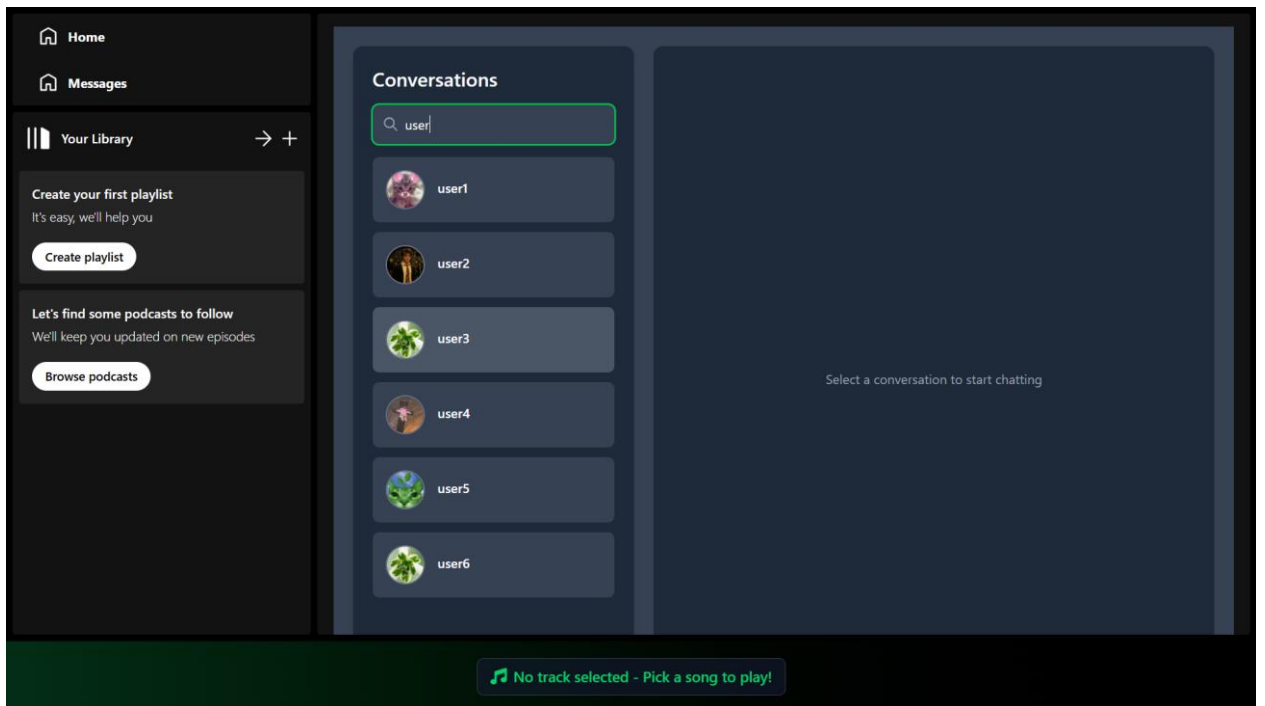 Home
Messages
Your Library
Create your first playlist
It's easy, we'll help you
Create playlist
Let's find some podcasts to follow
We'll keep you updated on new episodes
Browse podcasts
Conversations
user
user1
user2
user3
user4
user5
user6
Select a conversation to start chatting
No track selected - Pick a song to play!